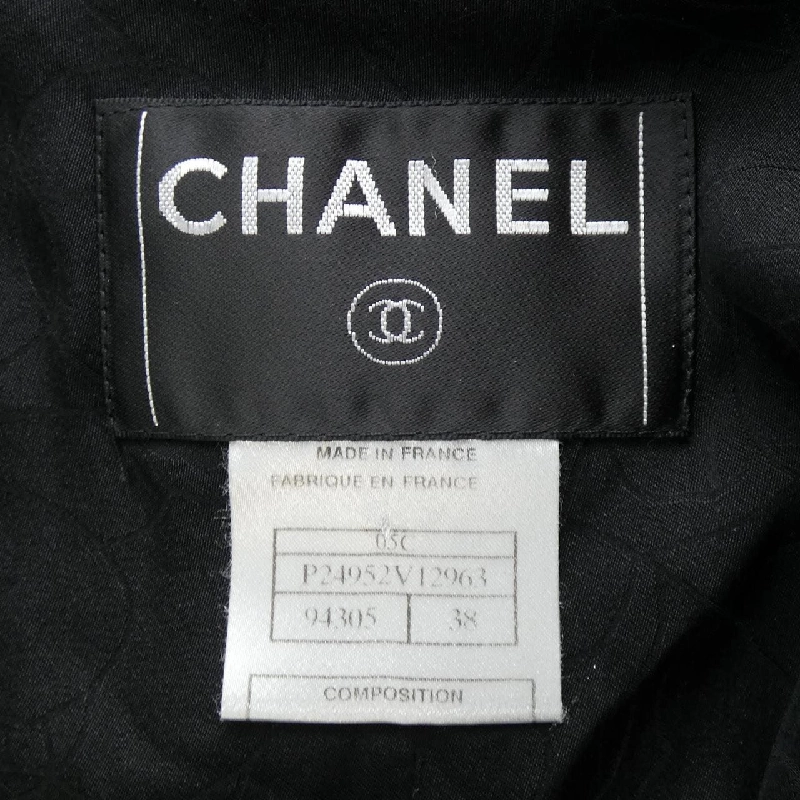 CHANEL
MADE IN FRANCE
FABRIQUE EN FRANCE
05C
P24952V12963
94305 38
COMPOSITION